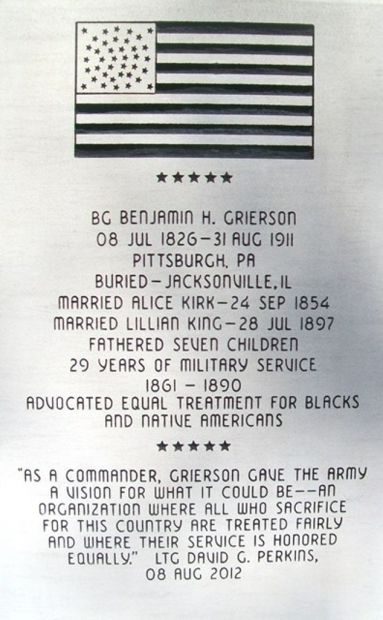 BG BENJAMIN H. GRIERSON
08 JUL 1826-31 AUG 1911
PITTSBURGH, PA
BURIED-JACKSONVILLE, IL
MARRIED ALICE KIRK-24 SEP 1854
MARRIED LILLIAN KING-28 JUL 1897
FATHERED SEVEN CHILDREN
29 YEARS OF MILITARY SERVICE
1861 - 1890
ADVOCATED EQUAL TREATMENT FOR BLACKS
AND NATIVE AMERICANS
"AS A COMMANDER, GRIERSON GAVE THE ARMY
A VISION FOR WHAT IT COULD BE--AN
ORGANIZATION WHERE ALL WHO SACRIFICE
FOR THIS COUNTRY ARE TREATED FAIRLY
AND WHERE THEIR SERVICE IS HONORED
EQUALLY." LTG DAVID G. PERKINS,
08 AUG 2012